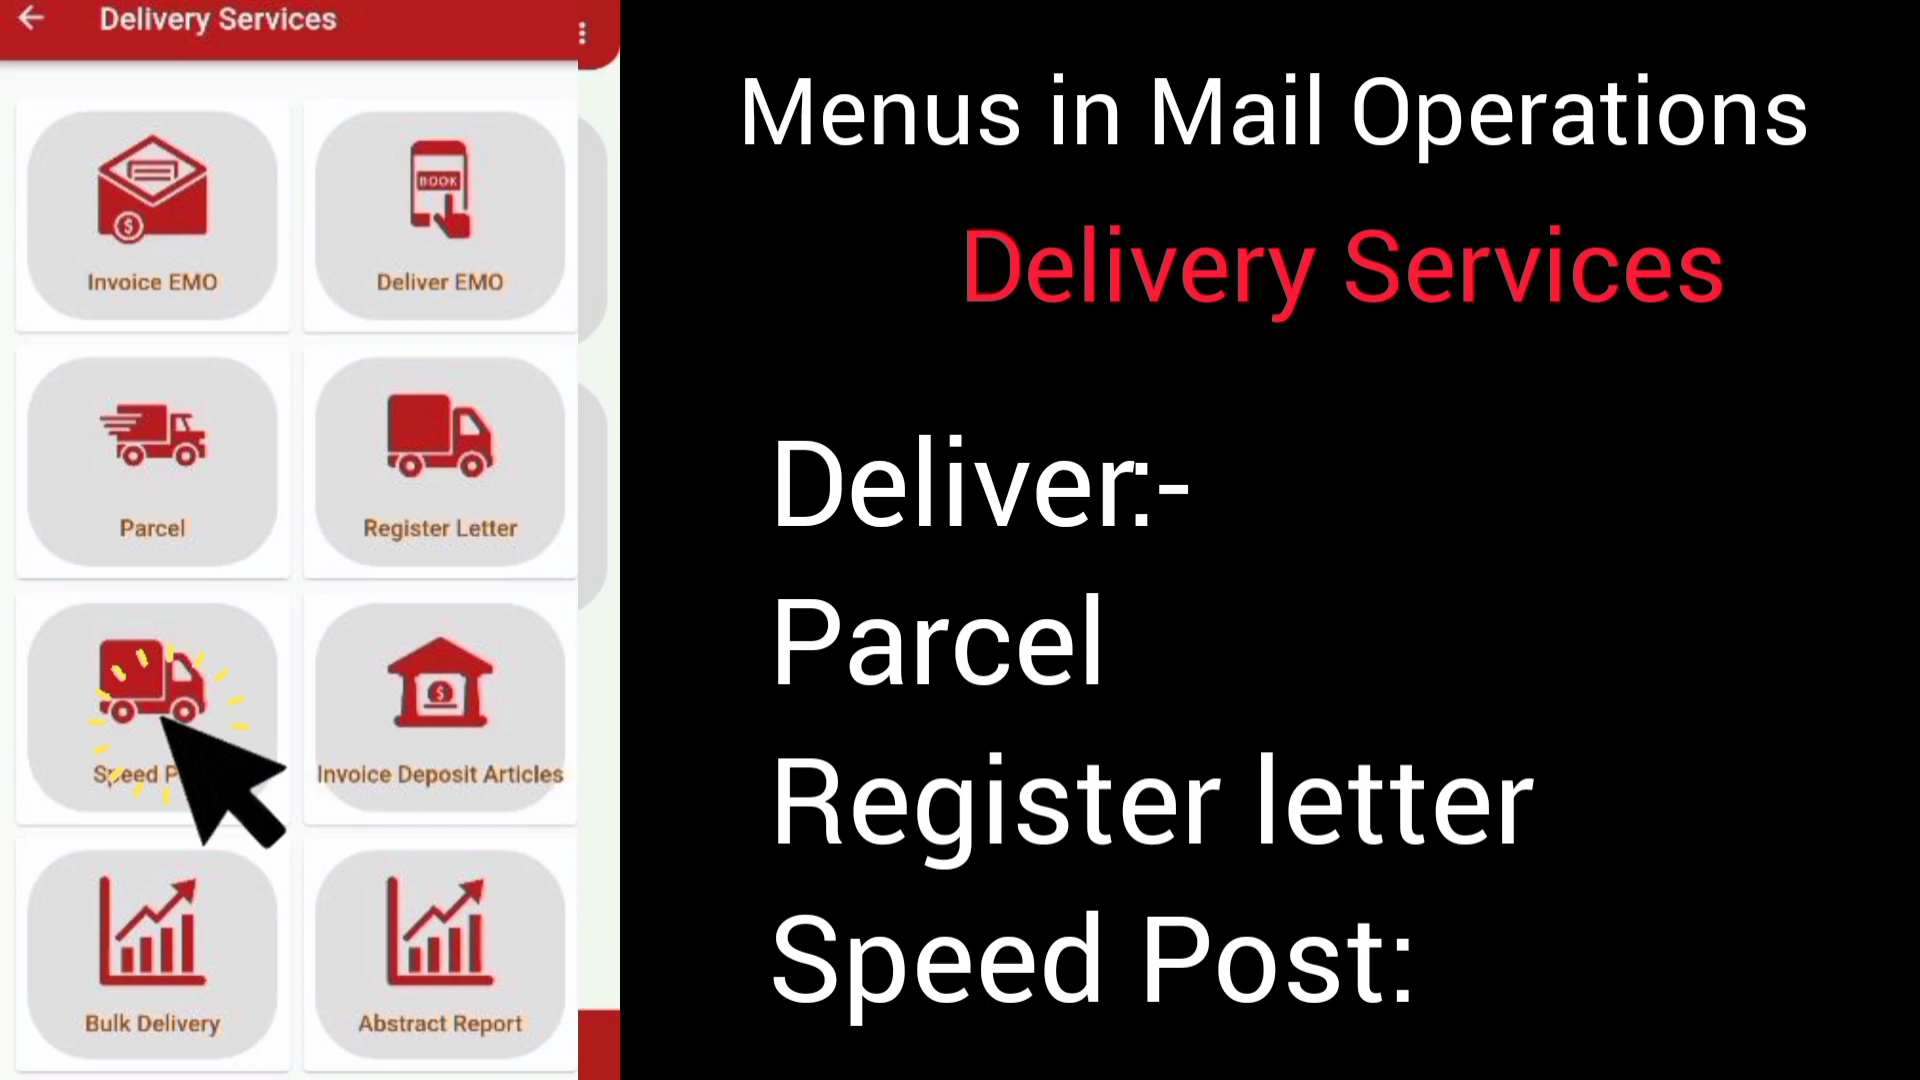 Delivery Services
BOOK
Invoice EMO
Deliver EMO
Parcel
Register Letter
Speed
Invoice Deposit Articles
Bulk Delivery
Abstract Report
Menus in Mail Operations
Delivery Services
Deliver:-
Parcel
Register letter
Speed Post: